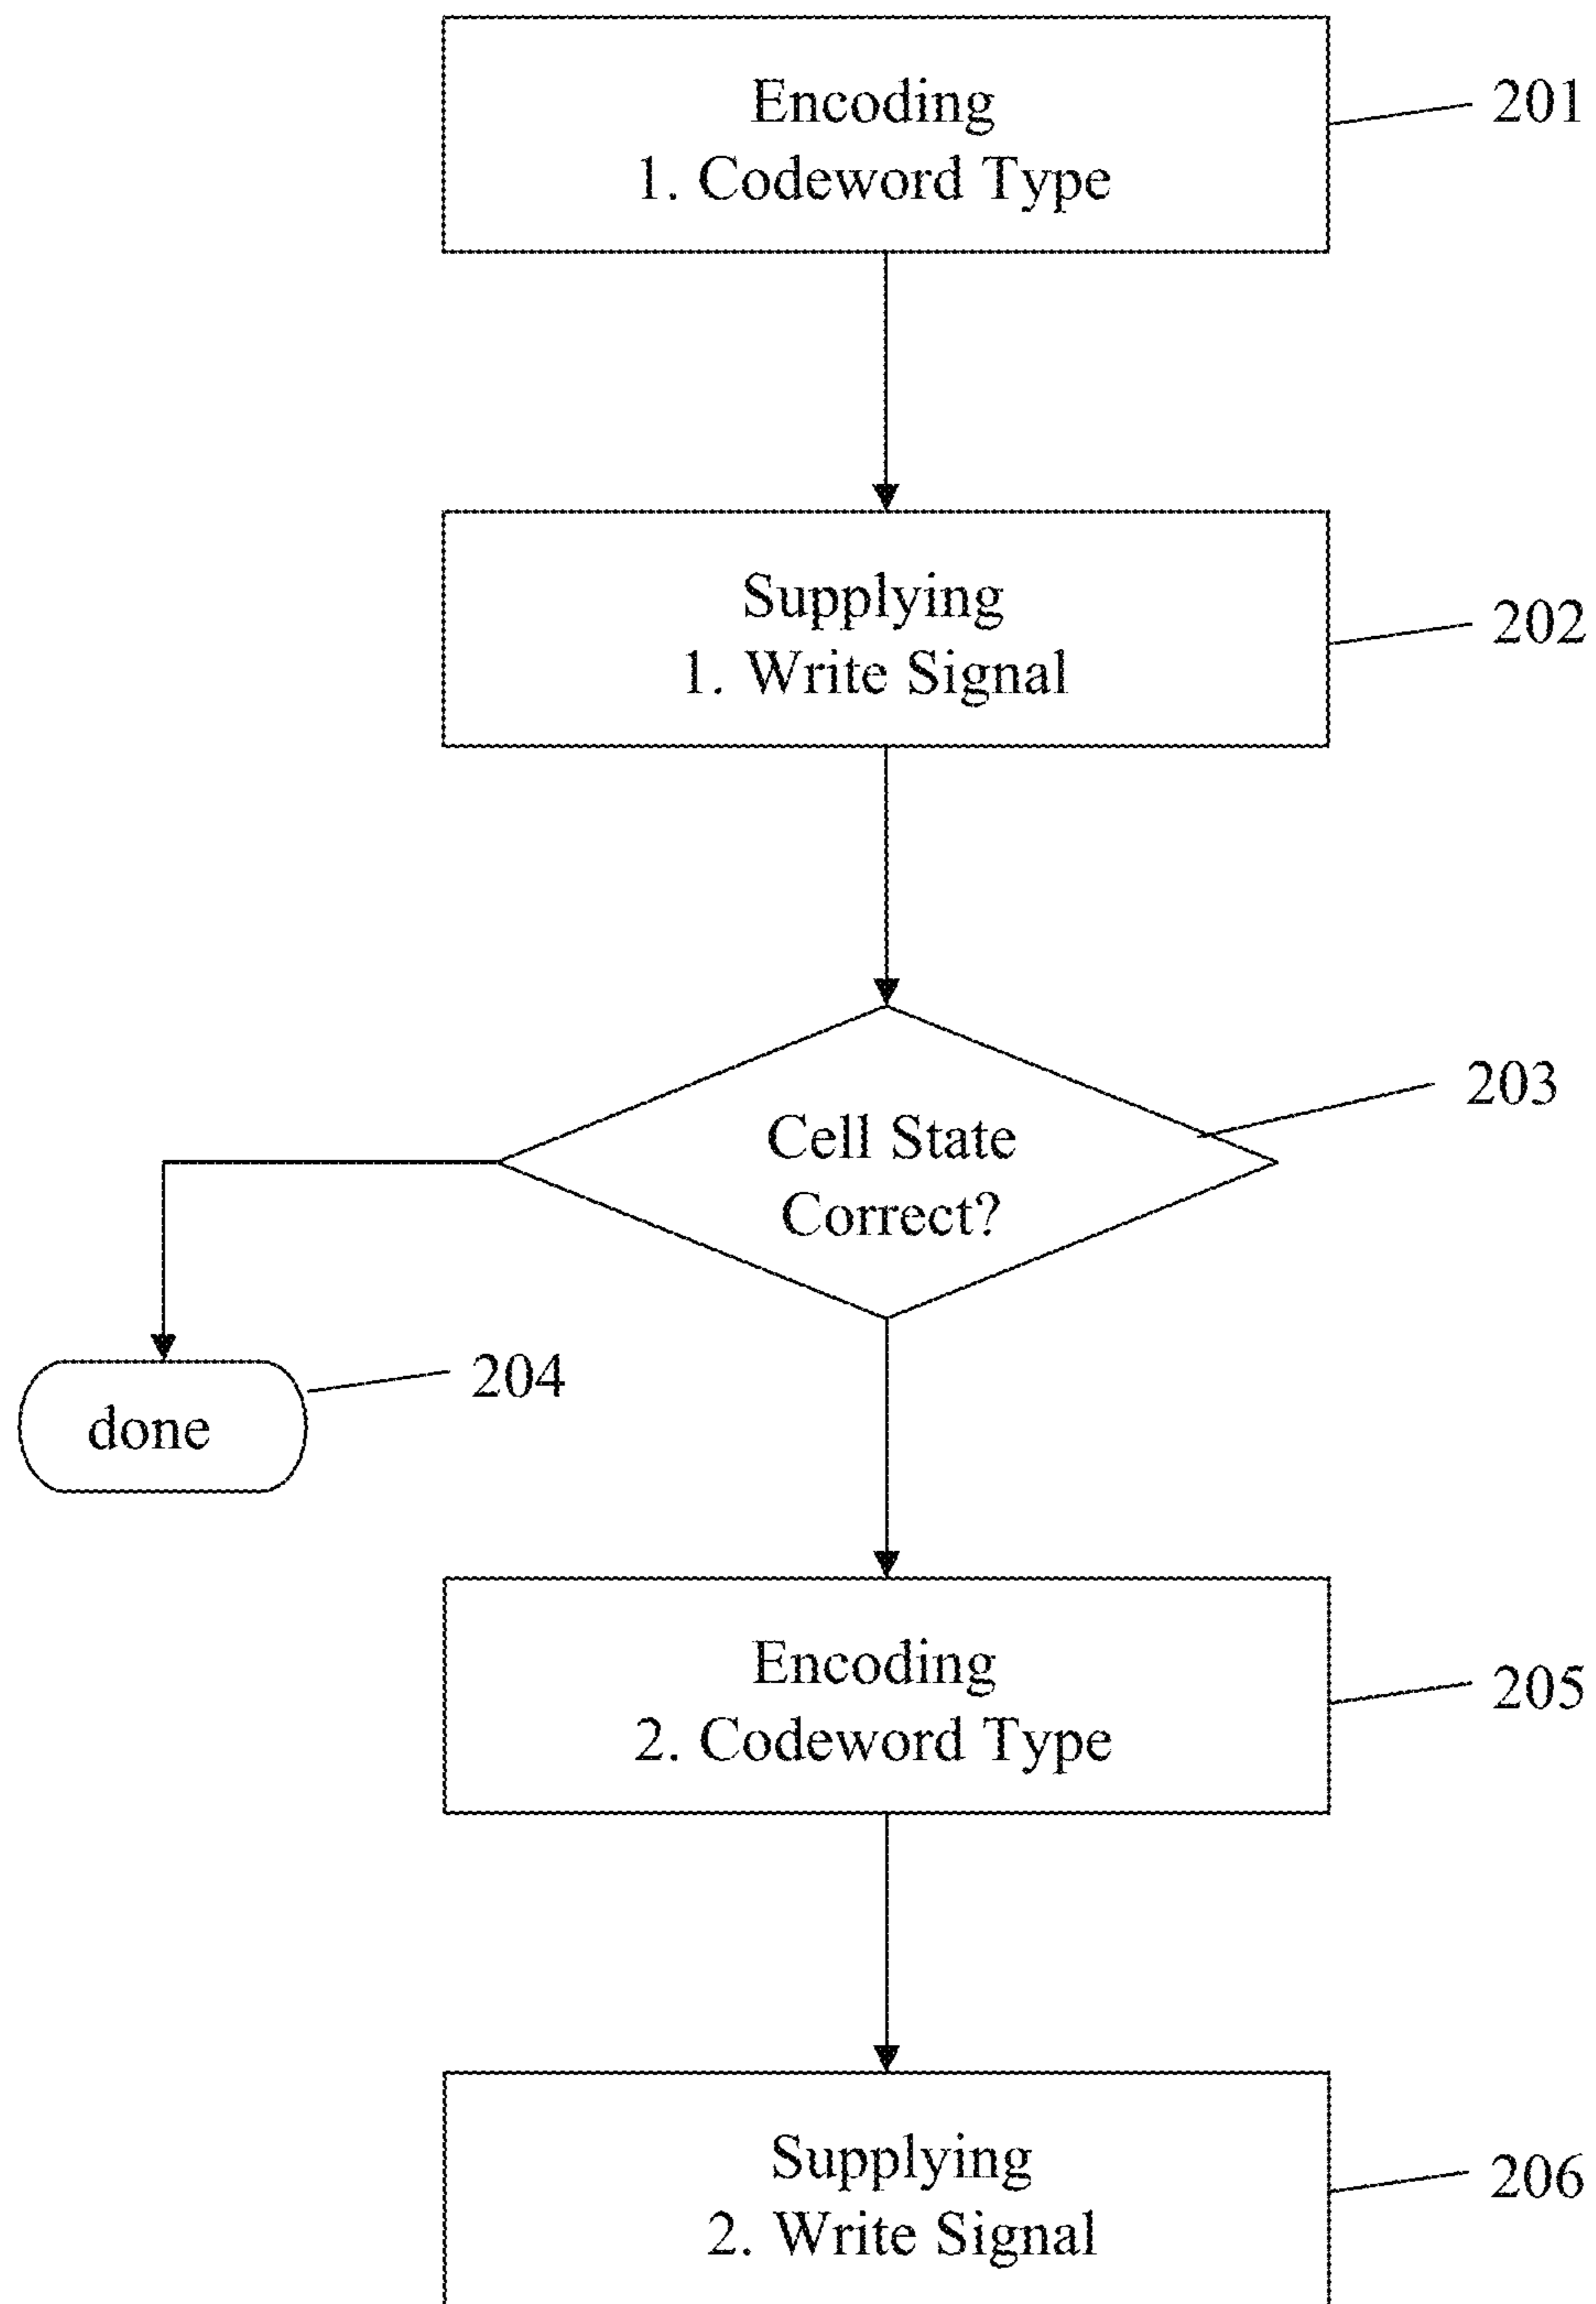 Encoding
1. Codeword Type
201
Supplying
1. Write Signal
202
Cell State
Correct?
203
done
204
Encoding
2. Codeword Type
205
Supplying
2. Write Signal
206